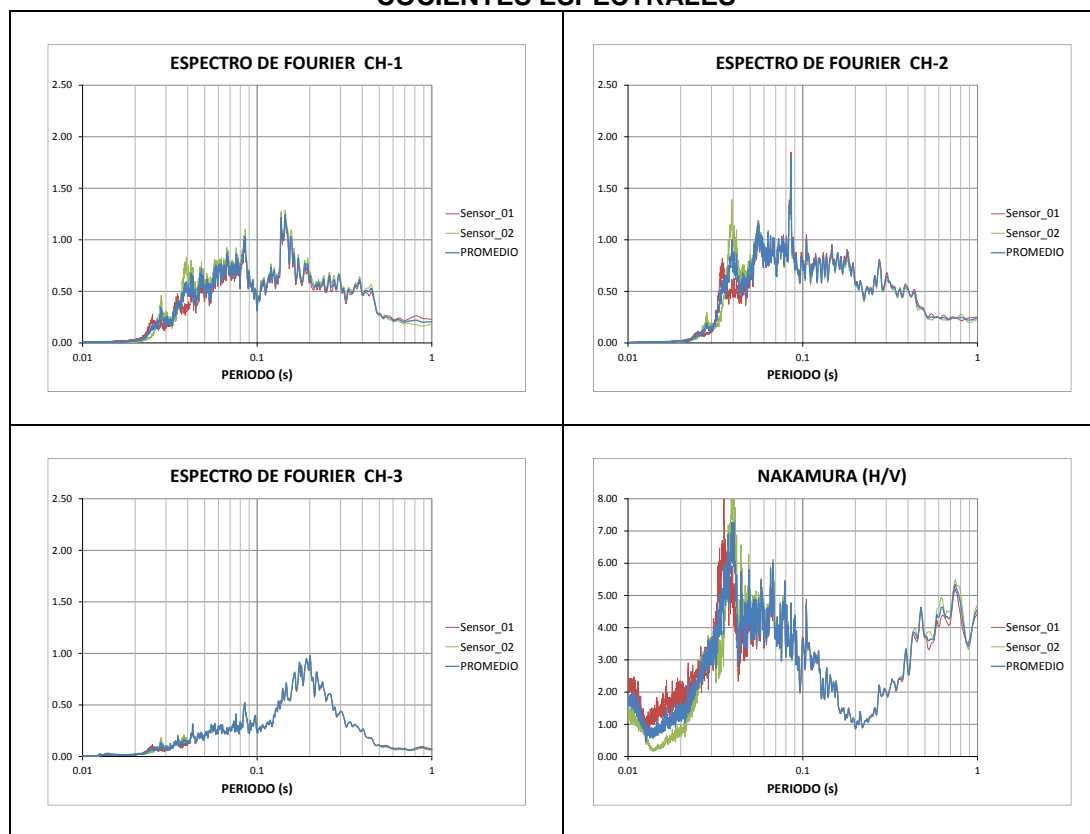 COCIENTES ESPECTRALES
ESPECTRO DE FOURIER CH-1
2.50
2.00
1.50
1.00
0.50
0.00
0.01
0.1
1
PERIODO (s)
Sensor_01
Sensor_02
PROMEDIO
ESPECTRO DE FOURIER CH-2
2.50
2.00
1.50
1.00
0.50
0.00
0.01
0.1
1
PERIODO (s)
Sensor_01
Sensor_02
PROMEDIO
ESPECTRO DE FOURIER CH-3
2.50
2.00
1.50
1.00
0.50
0.00
0.01
0.1
1
PERIODO (s)
Sensor_01
Sensor_02
PROMEDIO
NAKAMURA (H/V)
8.00
7.00
6.00
5.00
4.00
3.00
2.00
1.00
0.00
0.01
0.1
1
PERIODO (s)
Sensor_01
Sensor_02
PROMEDIO